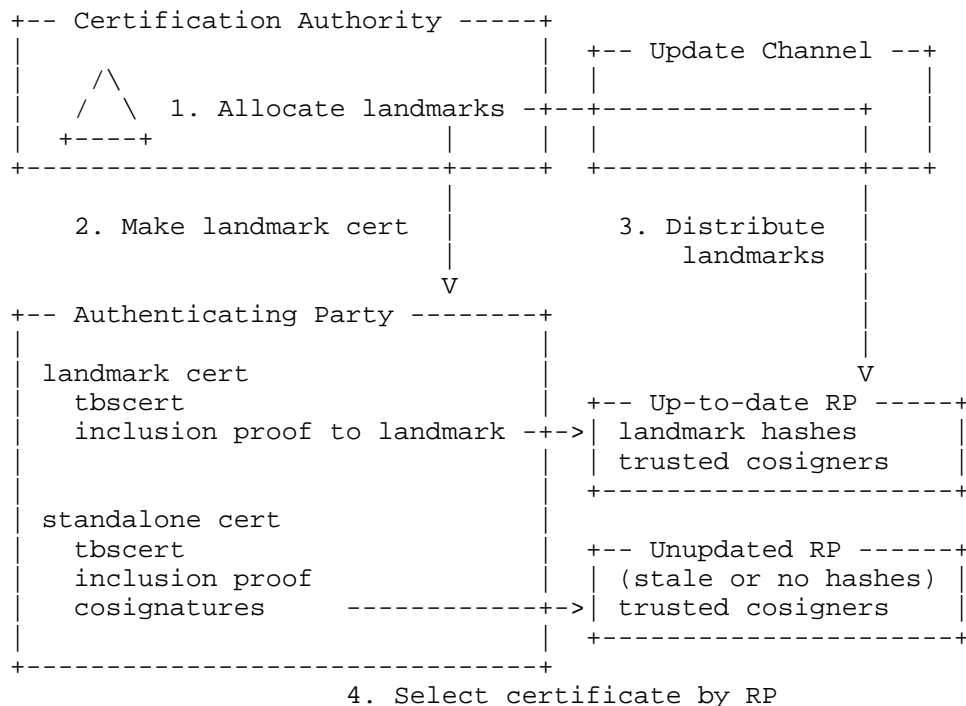 Certification Authority
Update Channel
1. Allocate landmarks
2. Make landmark cert
3. Distribute
landmarks
Authenticating Party
landmark cert
tbscert
inclusion proof to landmark
Up-to-date RP
landmark hashes
trusted cosigners
standalone cert
tbscert
inclusion proof
cosignatures
Unupdated RP
(stale or no hashes)
trusted cosigners
4. Select certificate by RP